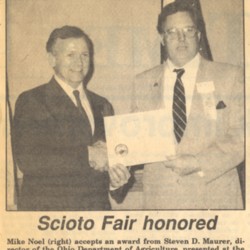 Scioto Fair honored
Mike Noel (right) accepts an award from Steven D. Maurer, di-
rector of the Ohio Department of Agriculture, presented at the